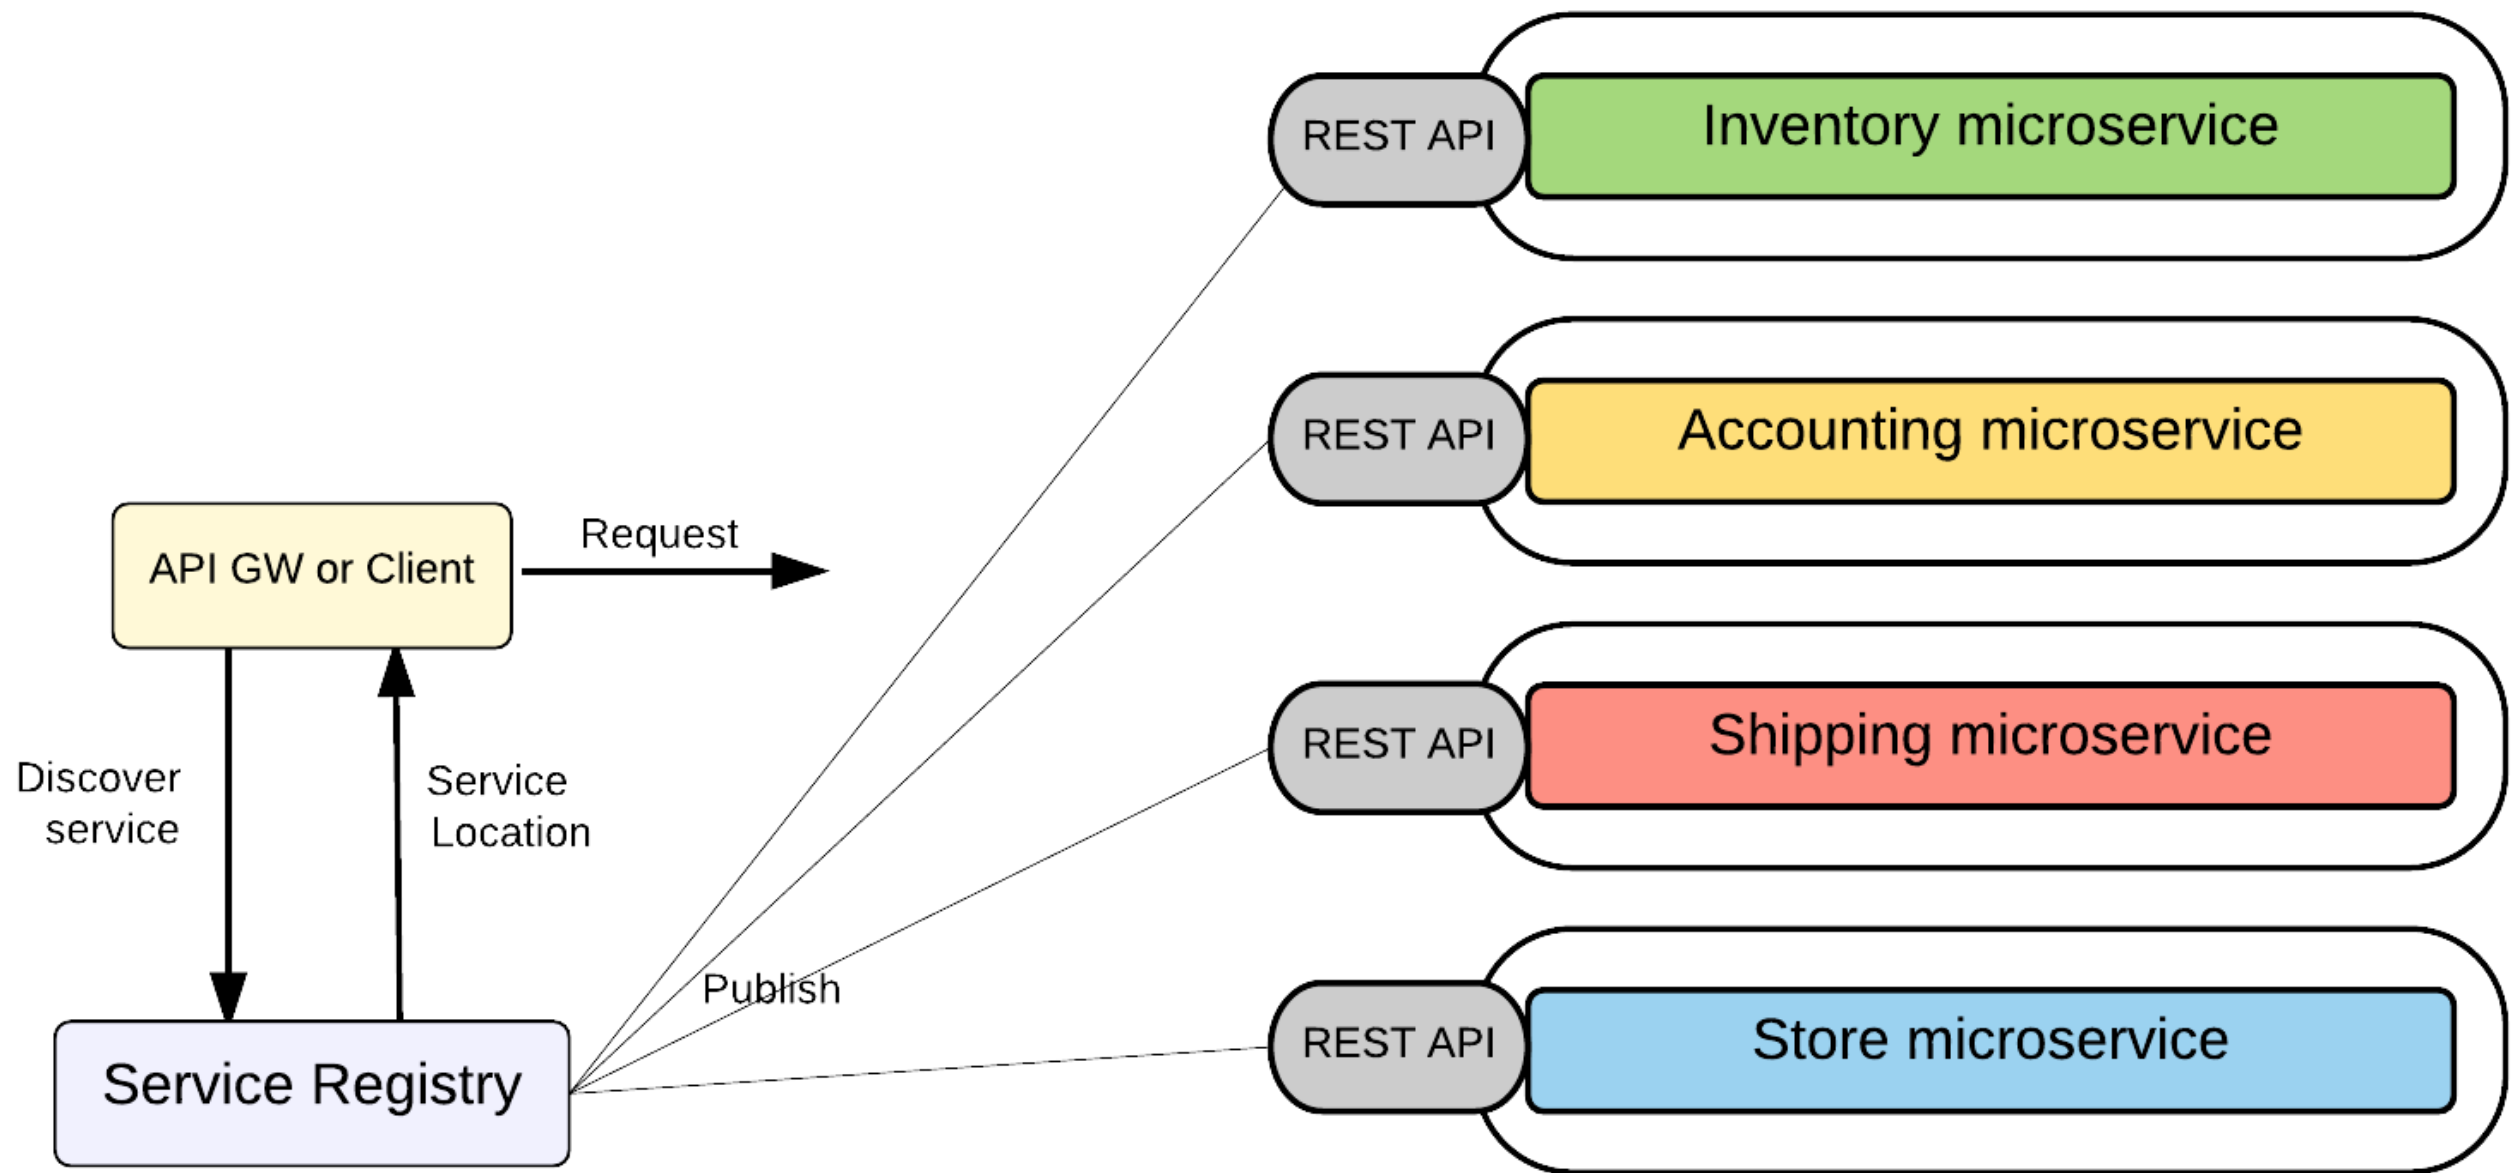 REST API
Inventory microservice
REST API
Accounting microservice
Request
API GW or Client
REST API
Shipping microservice
Discover
service
Service
Location
Publish
REST API
Store microservice
Service Registry